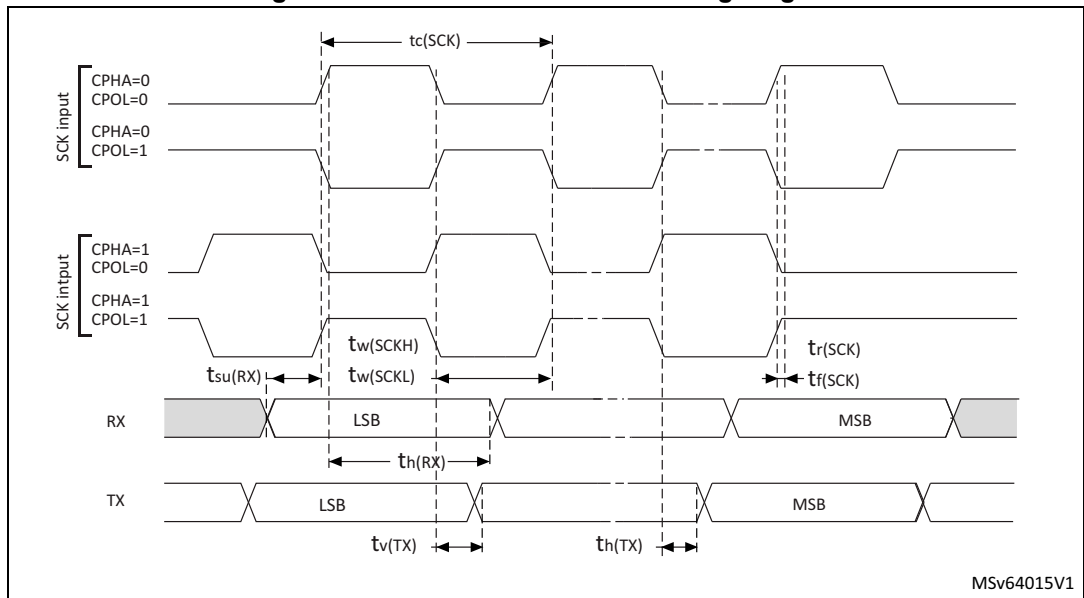 tc(SCK)
SCK input
CPHA=0
CPOL=0
CPHA=0
CPOL=1
SCK intput
CPHA=1
CPOL=0
CPHA=1
CPOL=1
tw(SCKH)
tw(SCKL)
tr(SCK)
tf(SCK)
tsu(RX)
RX
LSB
MSB
th(RX)
TX
LSB
MSB
tv(TX)
th(TX)
MSv64015V1